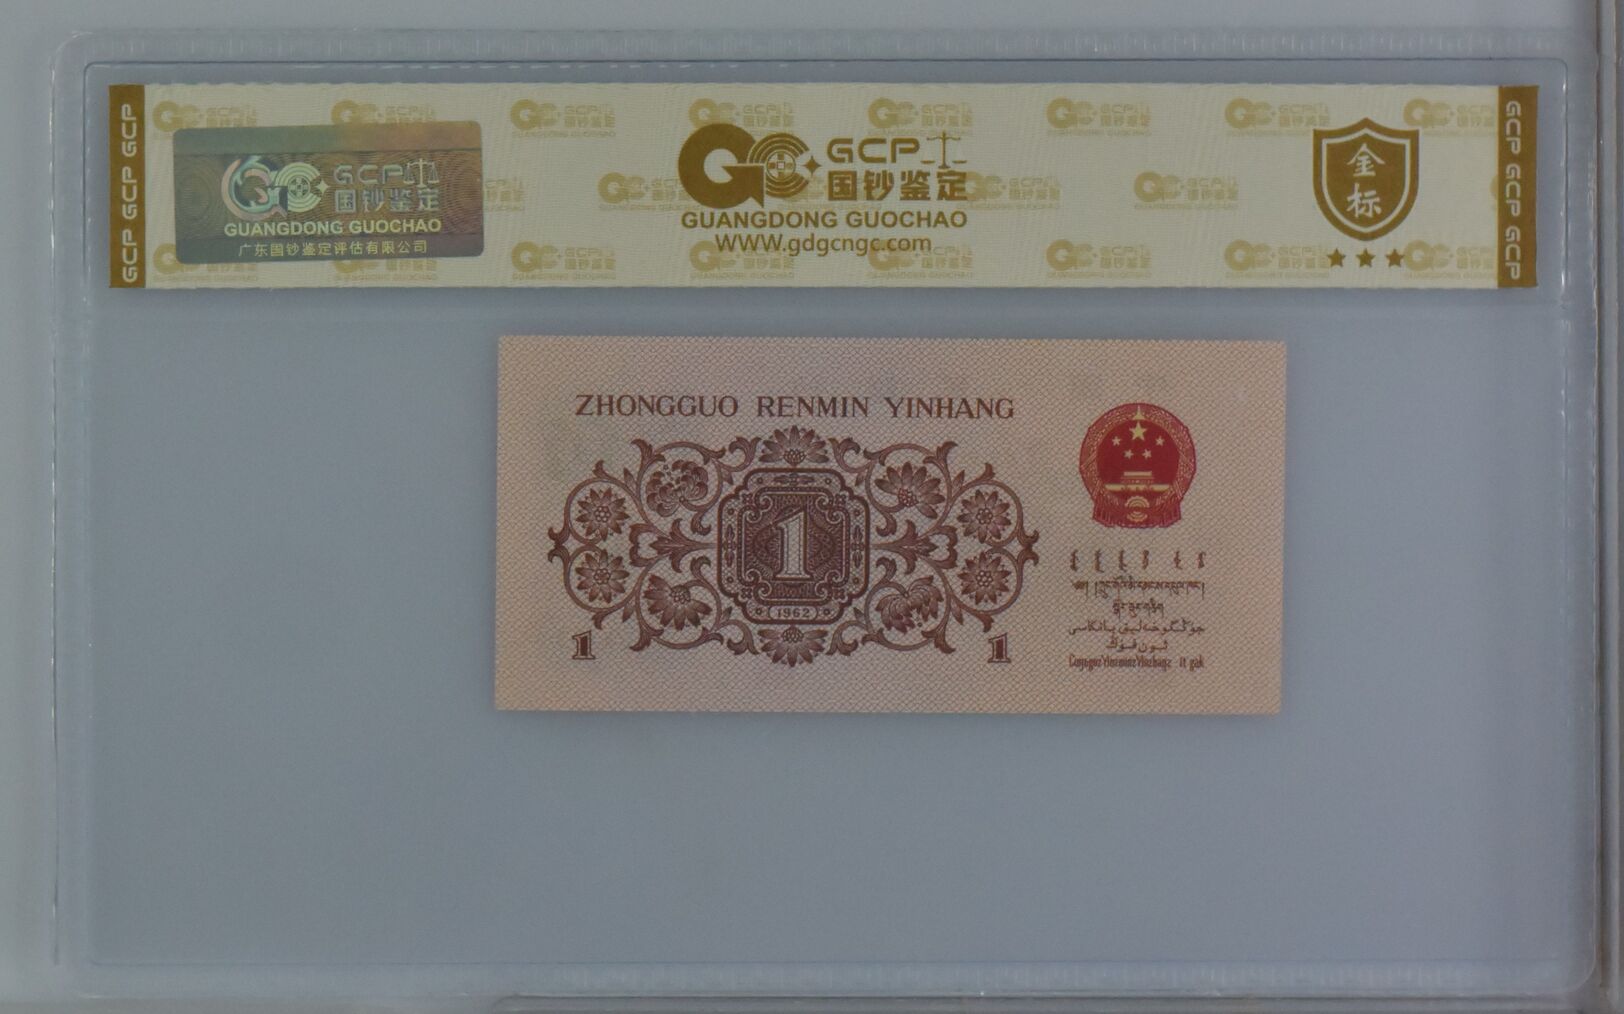 GCP GCP GCP
GCP
国钞鉴定
GUANGDONG GUOCHAO
广东国钞鉴定评估有限公司
GCP
国钞鉴定
GUANGDONG GUOCHAO
WWW.gdgcngc.com
金
标
GCP GCP GCP
ZHONGGUO RENMIN YINHANG
1
1962
1
1